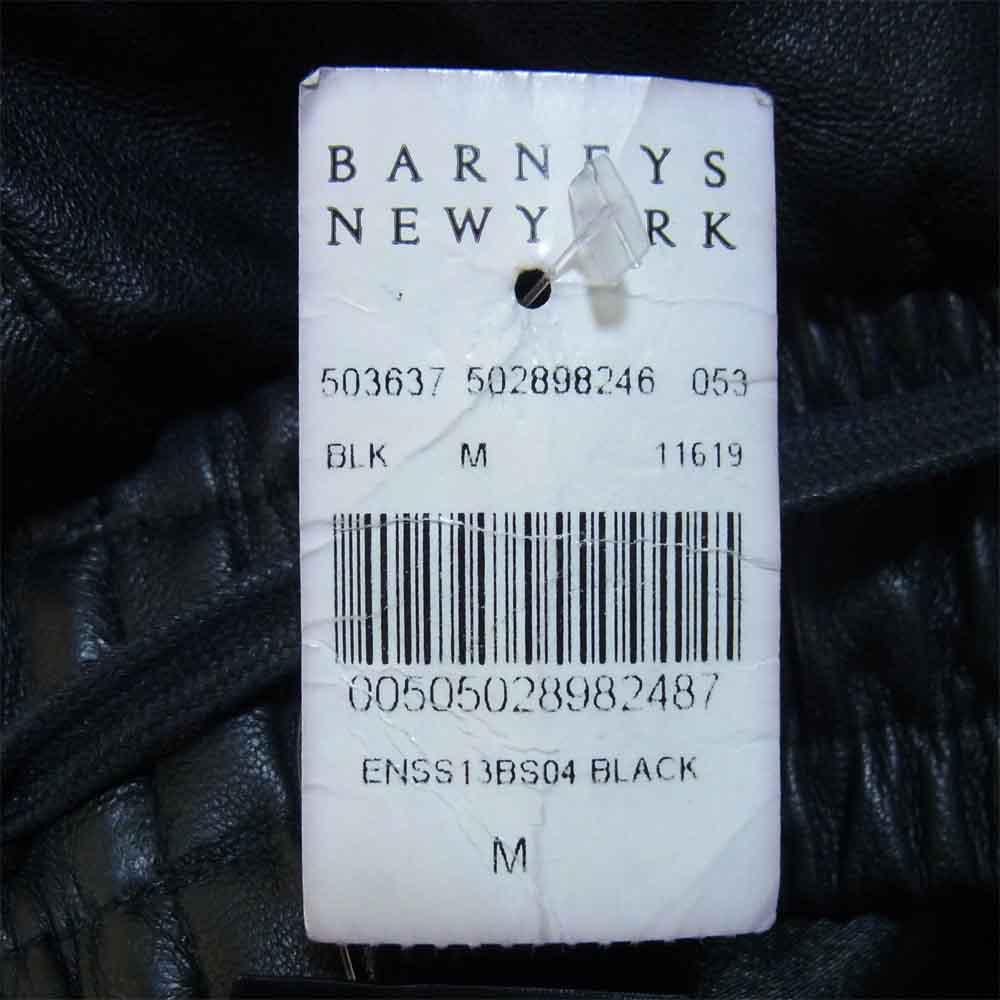 BARNEYS
NEW YORK
503637 502898246 053
BLK M 11619
00505028982487
ENSS13BS04 BLACK
M